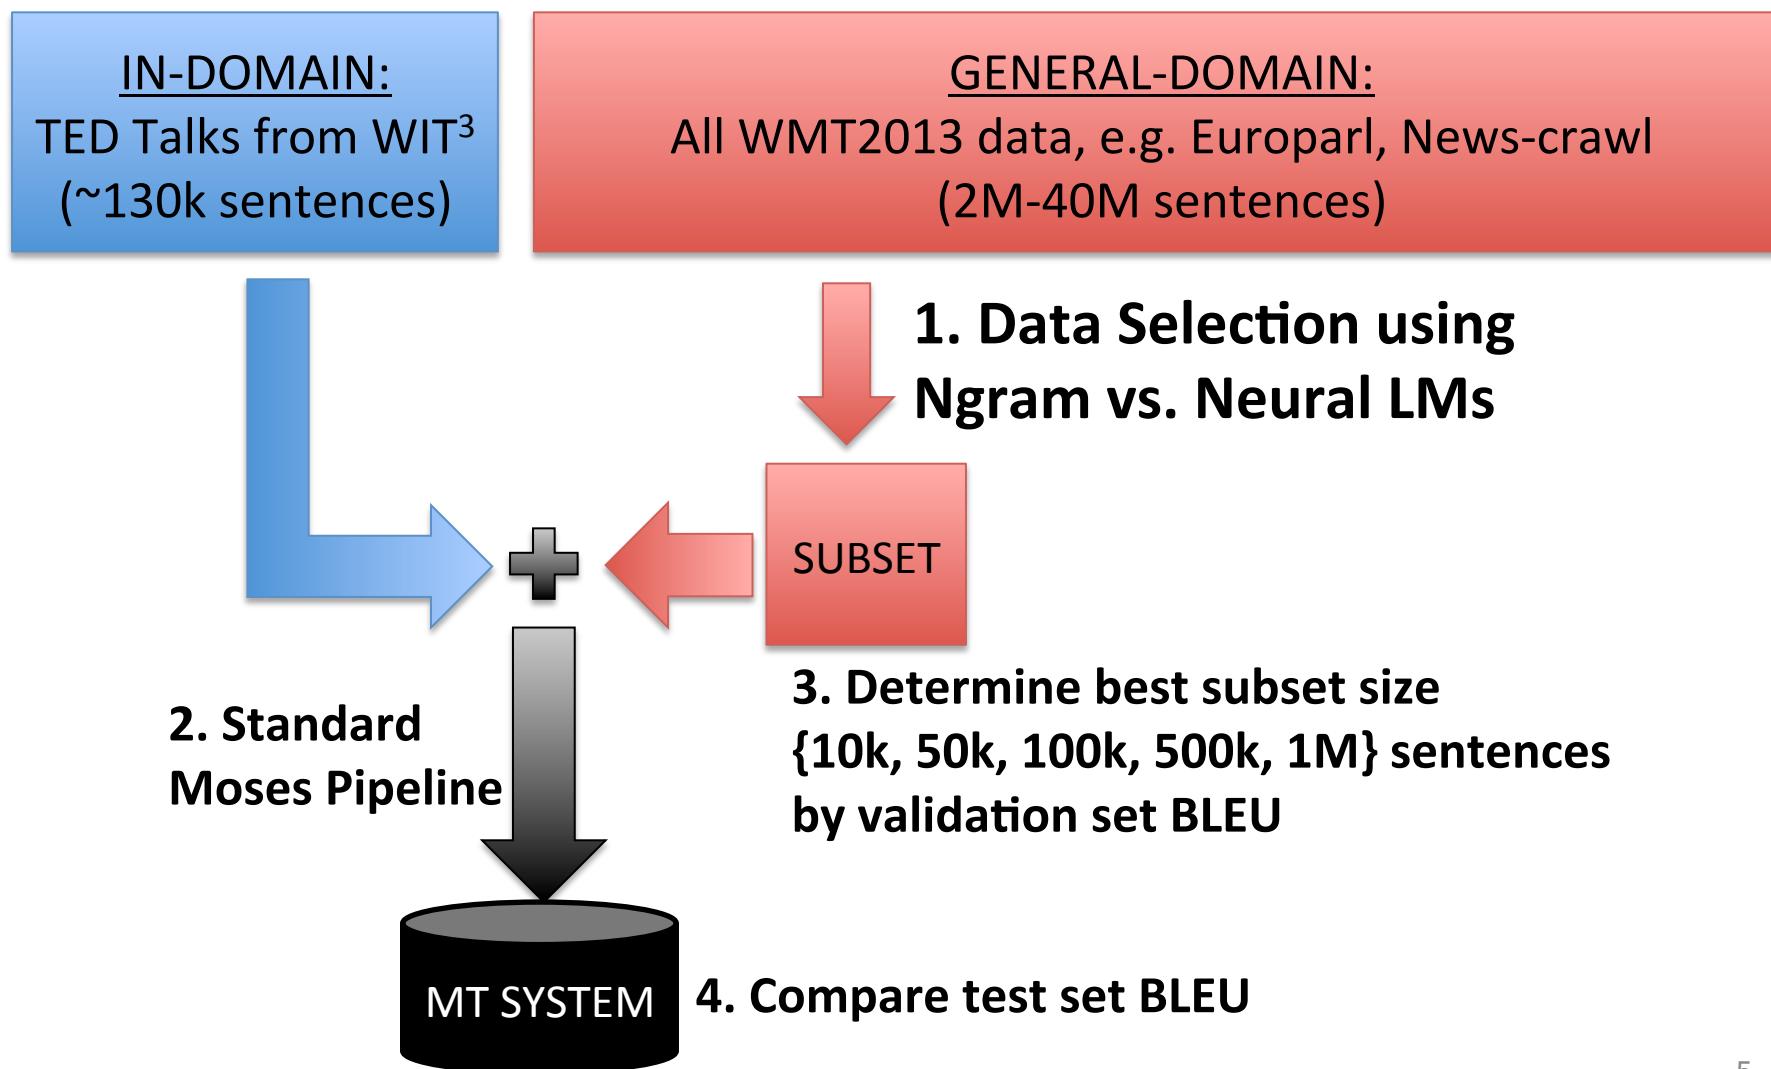 IN-DOMAIN:
TED Talks from WIT³
(~130k sentences)
GENERAL-DOMAIN:
All WMT2013 data, e.g. Europarl, News-crawl
(2M-40M sentences)
1. Data Selection using
Ngram vs. Neural LMs
SUBSET
2. Standard
Moses Pipeline
3. Determine best subset size
{10k, 50k, 100k, 500k, 1M} sentences
by validation set BLEU
MT SYSTEM
4. Compare test set BLEU
5